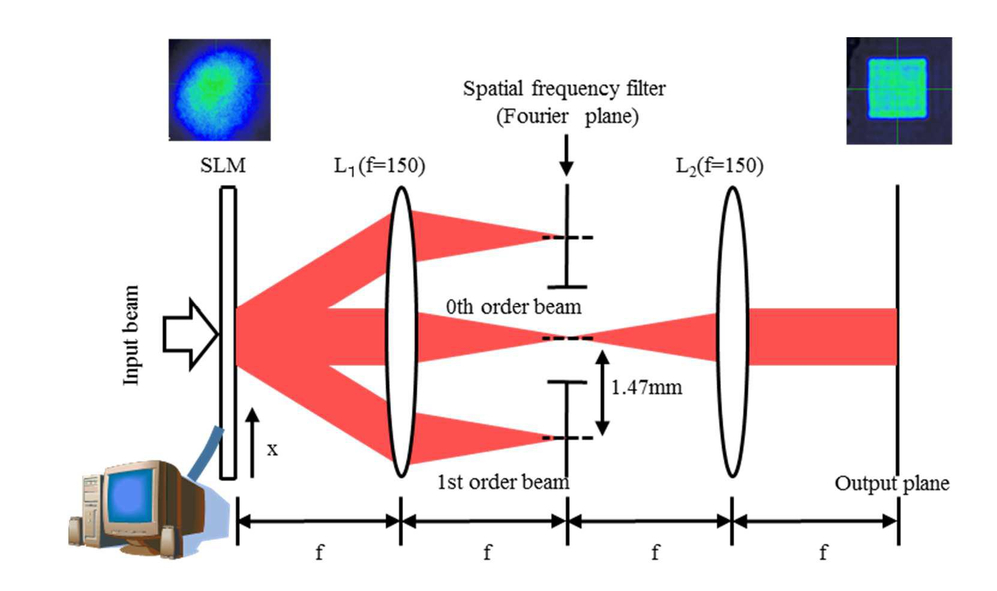 Spatial frequency filter
(Fourier plane)
SLM
L1(f=150)
L2(f=150)
Input beam
0th order beam
1.47mm
x
1st order beam
Output plane
f
f
f
f